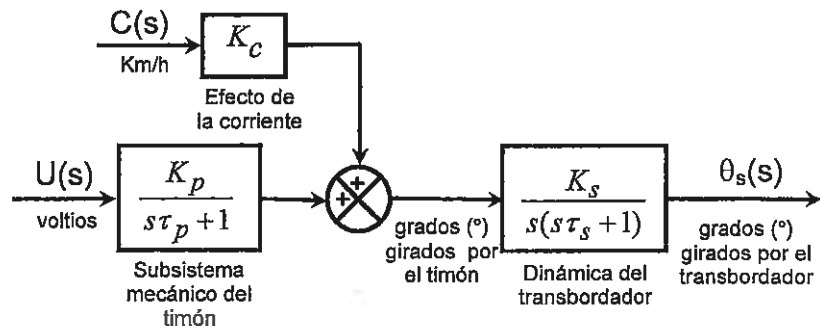 C(s)
Km/h
K_c
Efecto de
la corriente
U(s)
voltios
K_p
sτ_p + 1
Subsistema
mecánico del
timón
+
+
grados (°)
girados por
el timón
K_s
s(sτ_s + 1)
Dinámica del
transbordador
θ_s(s)
grados (°)
girados por el
transbordador